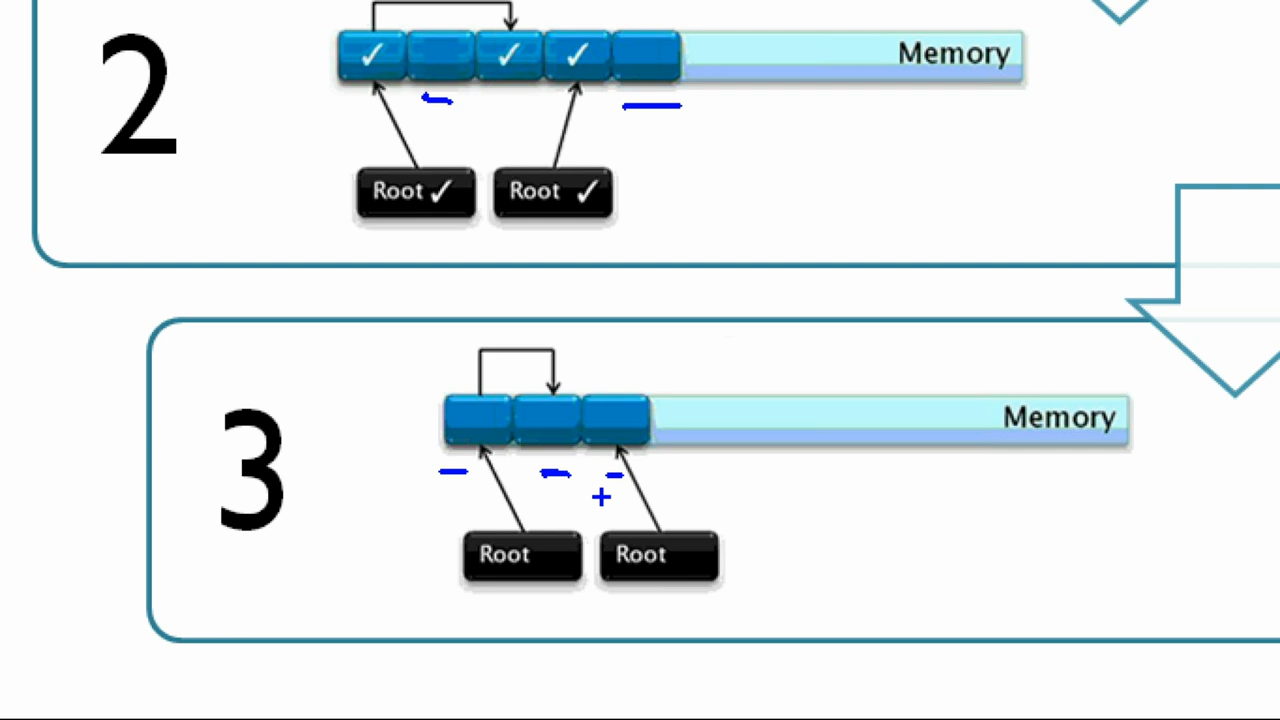 2
✓ ✓ ✓ Memory
Root ✓ Root ✓
3
Memory
Root Root